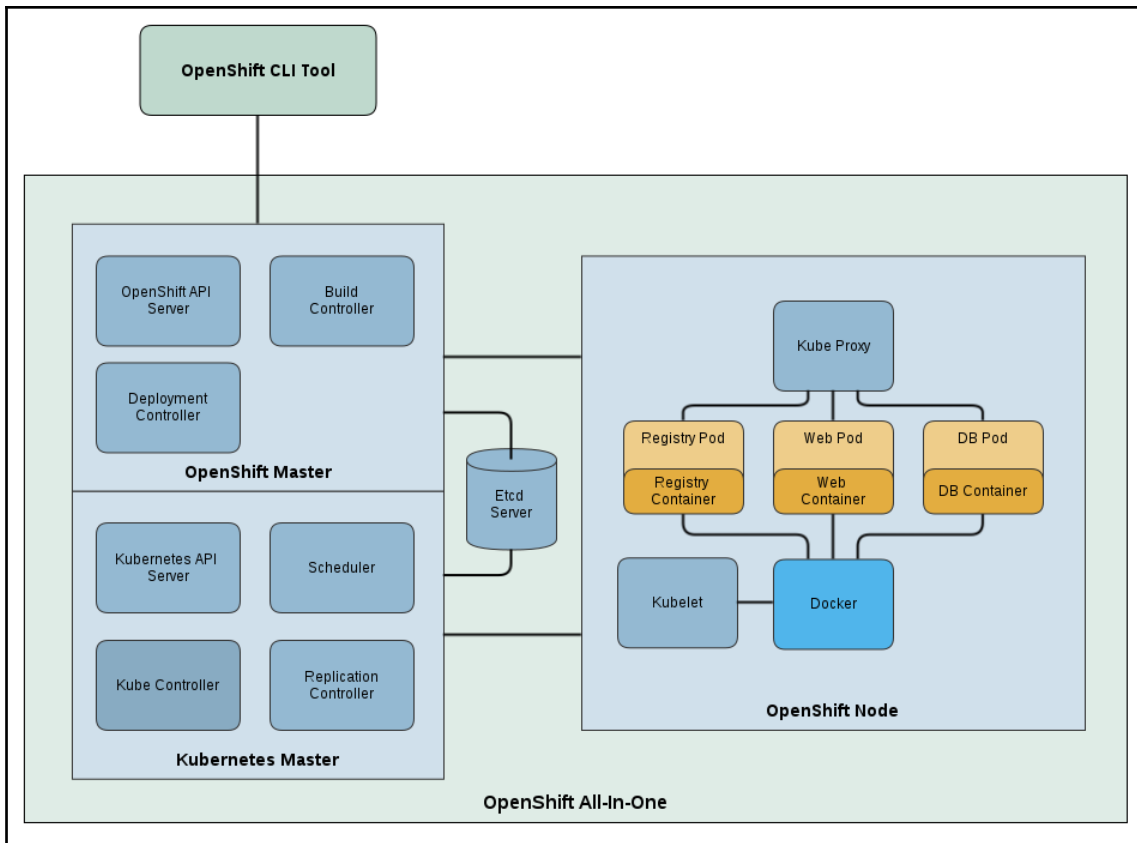 OpenShift CLI Tool
OpenShift API
Server
Build
Controller
Deployment
Controller
OpenShift Master
Etcd
Server
Kubernetes API
Server
Scheduler
Kube Controller
Replication
Controller
Kubernetes Master
Kube Proxy
Registry Pod
Web Pod
DB Pod
Registry
Container
Web
Container
DB Container
Kubelet
Docker
OpenShift Node
OpenShift All-In-One